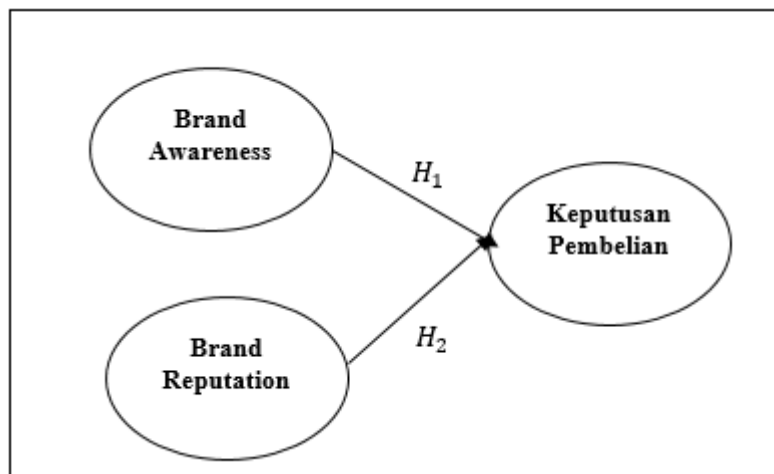 Brand
Awareness
H₁
Keputusan
Pembelian
Brand
Reputation
H₂